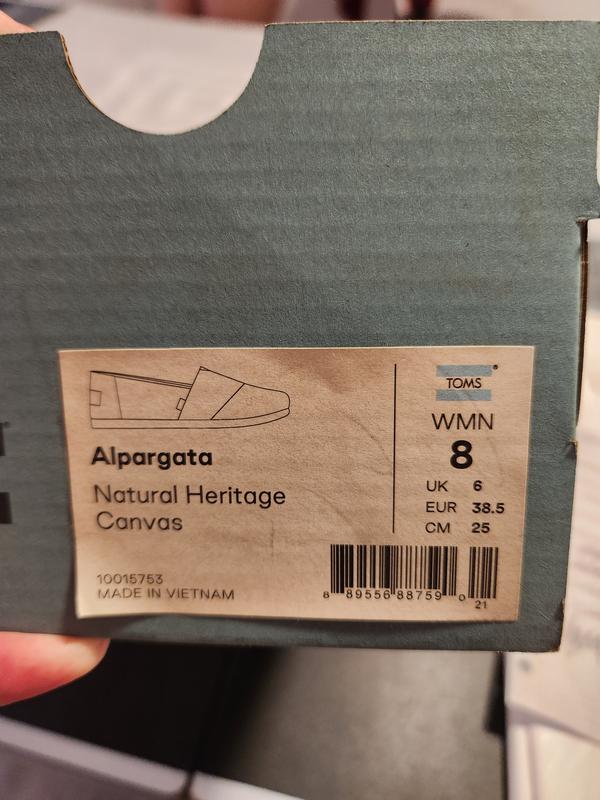 Alpargata
Natural Heritage
Canvas
10015753
MADE IN VIETNAM
TOMS®
WMN
8
UK 6
EUR 38.5
CM 25
8 89556 88759 0
21